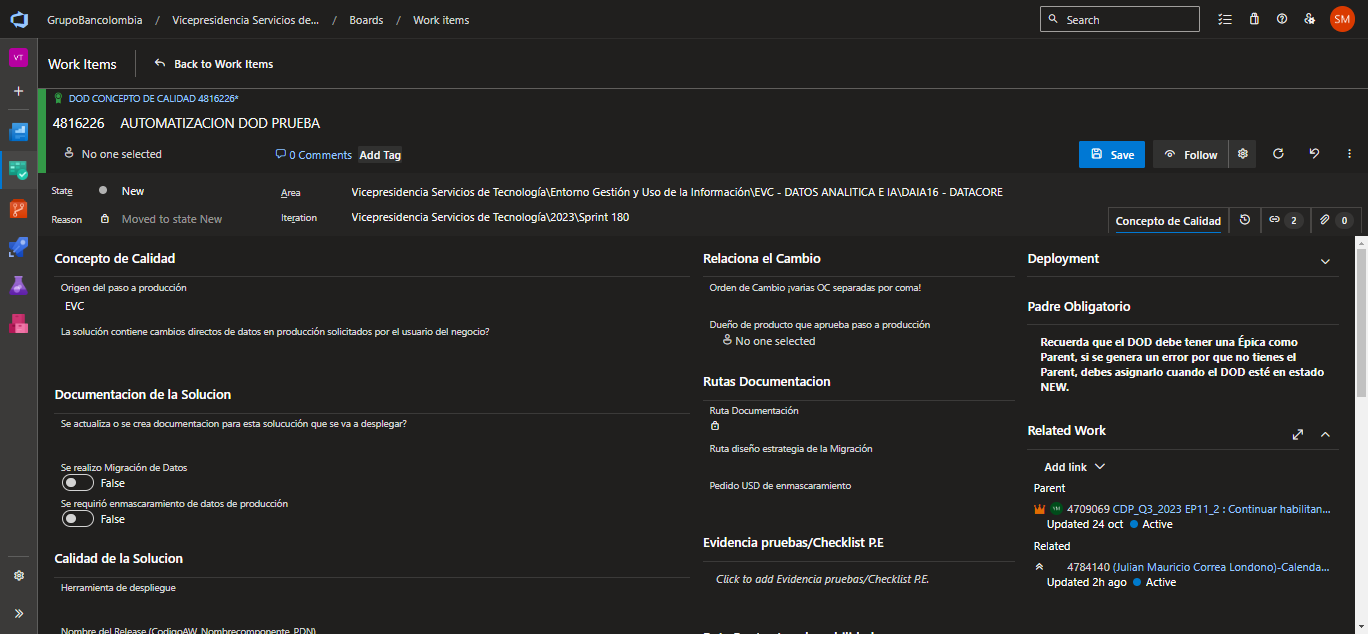 GrupoBancolombia / Vicepresidencia Servicios de... / Boards / Work items
Search
SM
VT
Work Items
Back to Work Items
DOD CONCEPTO DE CALIDAD 4816226*
4816226 AUTOMATIZACION DOD PRUEBA
No one selected
0 Comments
Add Tag
Save
Follow
State
New
Area
Vicepresidencia Servicios de Tecnología\Entorno Gestión y Uso de la Información\EVC - DATOS ANALITICA E IA\DAIA16 - DATACORE
Reason
Moved to state New
Iteration
Vicepresidencia Servicios de Tecnología\2023\Sprint 180
Concepto de Calidad
2
0
Concepto de Calidad
Origen del paso a producción
EVC
La solución contiene cambios directos de datos en producción solicitados por el usuario del negocio?
Documentacion de la Solucion
Se actualiza o se crea documentacion para esta solucución que se va a desplegar?
Se realizo Migración de Datos
False
Se requirió enmascaramiento de datos de producción
False
Calidad de la Solucion
Herramienta de despliegue
Nombre del Release (CodigoAW_Nombrecomponente_PDN)
Relaciona el Cambio
Orden de Cambio ¡varias OC separadas por coma!
Dueño de producto que aprueba paso a producción
No one selected
Rutas Documentacion
Ruta Documentación
Ruta diseño estrategia de la Migración
Pedido USD de enmascaramiento
Evidencia pruebas/Checklist P.E
Click to add Evidencia pruebas/Checklist P.E.
Deployment
Padre Obligatorio
Recuerda que el DOD debe tener una Épica como
Parent, si se genera un error por que no tienes el
Parent, debes asignarlo cuando el DOD esté en estado
NEW.
Related Work
Add link
Parent
YM
4709069 CDP_Q3_2023 EP11_2 : Continuar habilitan...
Updated 24 oct
Active
Related
4784140 (Julian Mauricio Correa Londono)-Calenda...
Updated 2h ago
Active